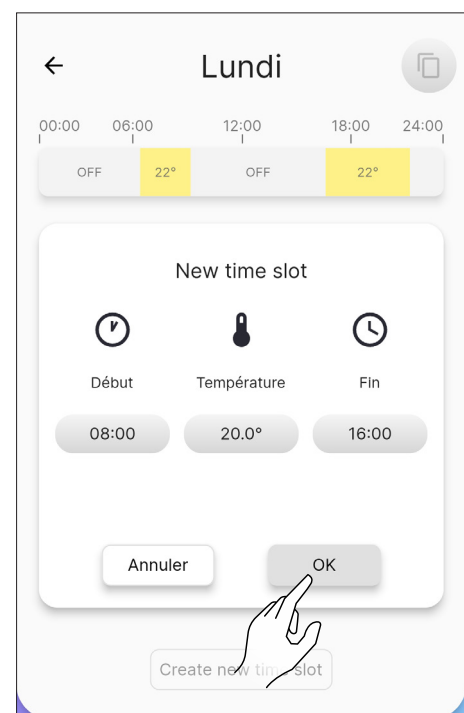 Lundi
00:00 06:00 12:00 18:00 24:00
OFF 22° OFF 22°
New time slot
Début Température Fin
08:00 20.0° 16:00
Annuler OK
Create new time slot